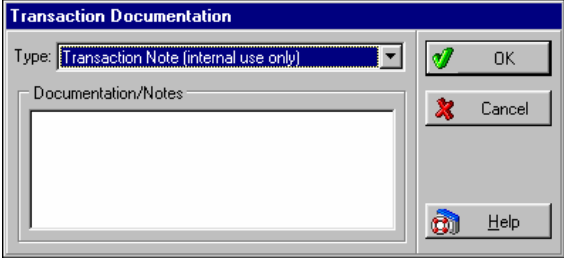 Transaction Documentation
Type: Transaction Note (internal use only)
OK
Documentation/Notes
Cancel
Help